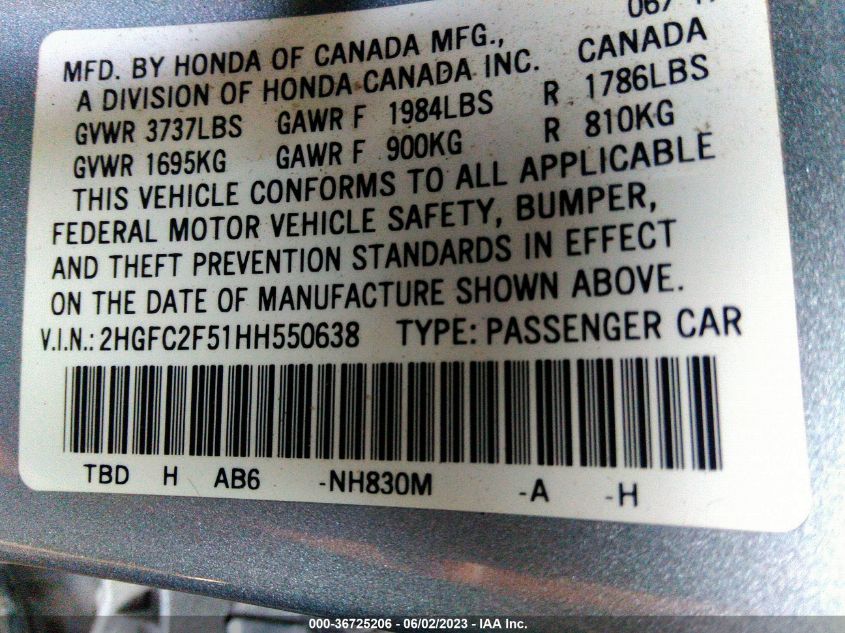 MFD. BY HONDA OF CANADA MFG.,
A DIVISION OF HONDA CANADA INC. CANADA
GVWR 3737LBS GAWR F 1984LBS R 1786LBS
GVWR 1695KG GAWR F 900KG R 810KG
THIS VEHICLE CONFORMS TO ALL APPLICABLE
FEDERAL MOTOR VEHICLE SAFETY, BUMPER,
AND THEFT PREVENTION STANDARDS IN EFFECT
ON THE DATE OF MANUFACTURE SHOWN ABOVE.
V.I.N.: 2HGFC2F51HH550638 TYPE: PASSENGER CAR
TBD H AB6 -NH830M -A -H
000-36725206 - 06/02/2023 - IAA Inc.